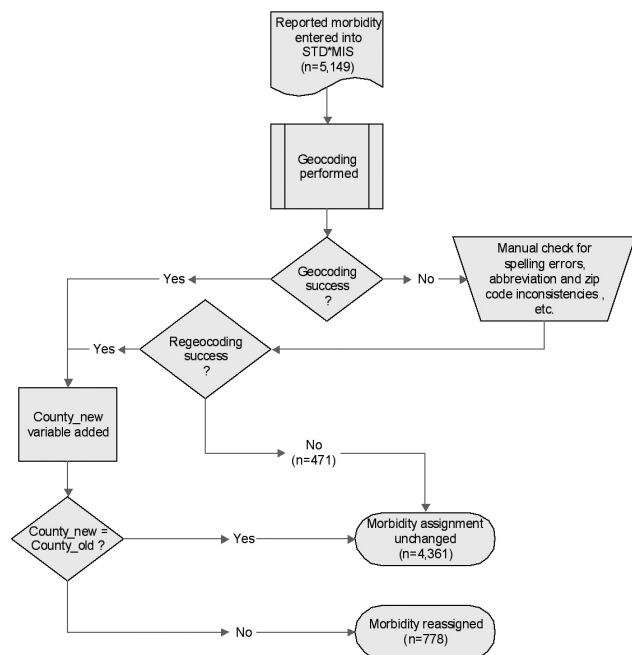 Reported morbidity
entered into
STD*MIS
(n=5,149)
Geocoding
performed
Geocoding
success
?
Yes
No
Manual check for
spelling errors,
abbreviation and zip
code inconsistencies ,
etc.
Regeocoding
success
?
Yes
County_new
variable added
No
(n=471)
County_new =
County_old ?
Yes
Morbidity assignment
unchanged
(n=4,361)
No
Morbidity reassigned
(n=778)